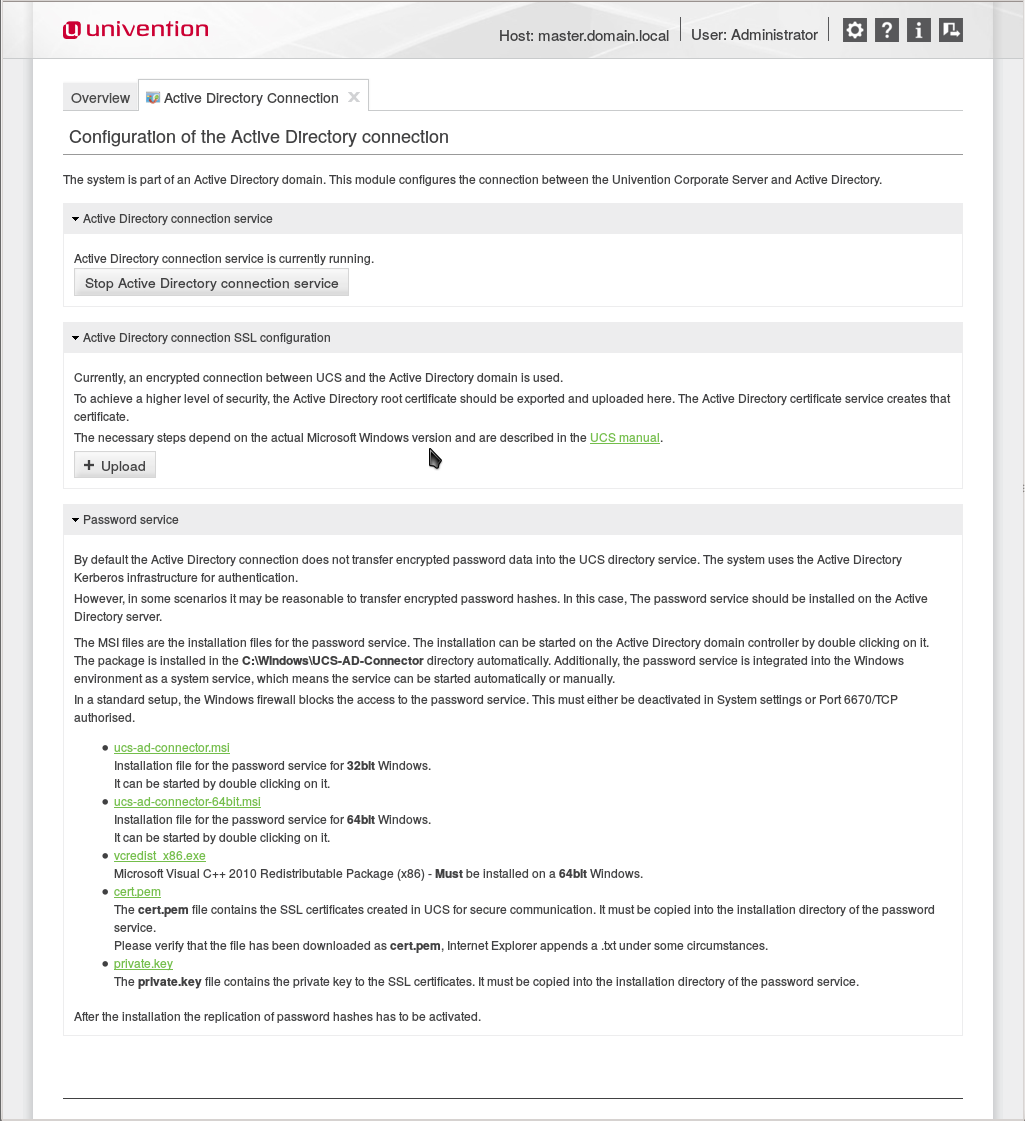 univention
Host: master.domain.local
User: Administrator
Overview
Active Directory Connection
Configuration of the Active Directory connection
The system is part of an Active Directory domain. This module configures the connection between the Univention Corporate Server and Active Directory.
Active Directory connection service
Active Directory connection service is currently running.
Stop Active Directory connection service
Active Directory connection SSL configuration
Currently, an encrypted connection between UCS and the Active Directory domain is used.
To achieve a higher level of security, the Active Directory root certificate should be exported and uploaded here. The Active Directory certificate service creates that
certificate.
The necessary steps depend on the actual Microsoft Windows version and are described in the UCS manual.
+ Upload
Password service
By default the Active Directory connection does not transfer encrypted password data into the UCS directory service. The system uses the Active Directory
Kerberos infrastructure for authentication.
However, in some scenarios it may be reasonable to transfer encrypted password hashes. In this case, The password service should be installed on the Active
Directory server.
The MSI files are the installation files for the password service. The installation can be started on the Active Directory domain controller by double clicking on it.
The package is installed in the C:\Windows\UCS-AD-Connector directory automatically. Additionally, the password service is integrated into the Windows
environment as a system service, which means the service can be started automatically or manually.
In a standard setup, the Windows firewall blocks the access to the password service. This must either be deactivated in System settings or Port 6670/TCP
authorised.
• ucs-ad-connector.msi
Installation file for the password service for 32bit Windows.
It can be started by double clicking on it.
• ucs-ad-connector-64bit.msi
Installation file for the password service for 64bit Windows.
It can be started by double clicking on it.
• vcredist_x86.exe
Microsoft Visual C++ 2010 Redistributable Package (x86) - Must be installed on a 64bit Windows.
• cert.pem
The cert.pem file contains the SSL certificates created in UCS for secure communication. It must be copied into the installation directory of the password
service.
Please verify that the file has been downloaded as cert.pem, Internet Explorer appends a .txt under some circumstances.
• private.key
The private.key file contains the private key to the SSL certificates. It must be copied into the installation directory of the password service.
After the installation the replication of password hashes has to be activated.